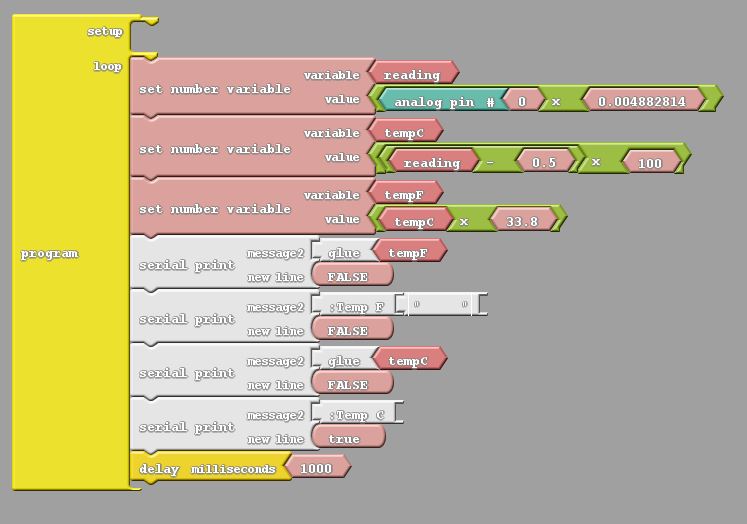 setup
loop
program
set number variable
variable reading
value analog pin # 0 x 0.004882814
set number variable
variable tempC
value reading - 0.5 x 100
set number variable
variable tempF
value tempC x 33.8
serial print
message2 glue tempF
new line FALSE
serial print
message2 :Temp F " "
new line FALSE
serial print
message2 glue tempC
new line FALSE
serial print
message2 :Temp C
new line true
delay milliseconds 1000